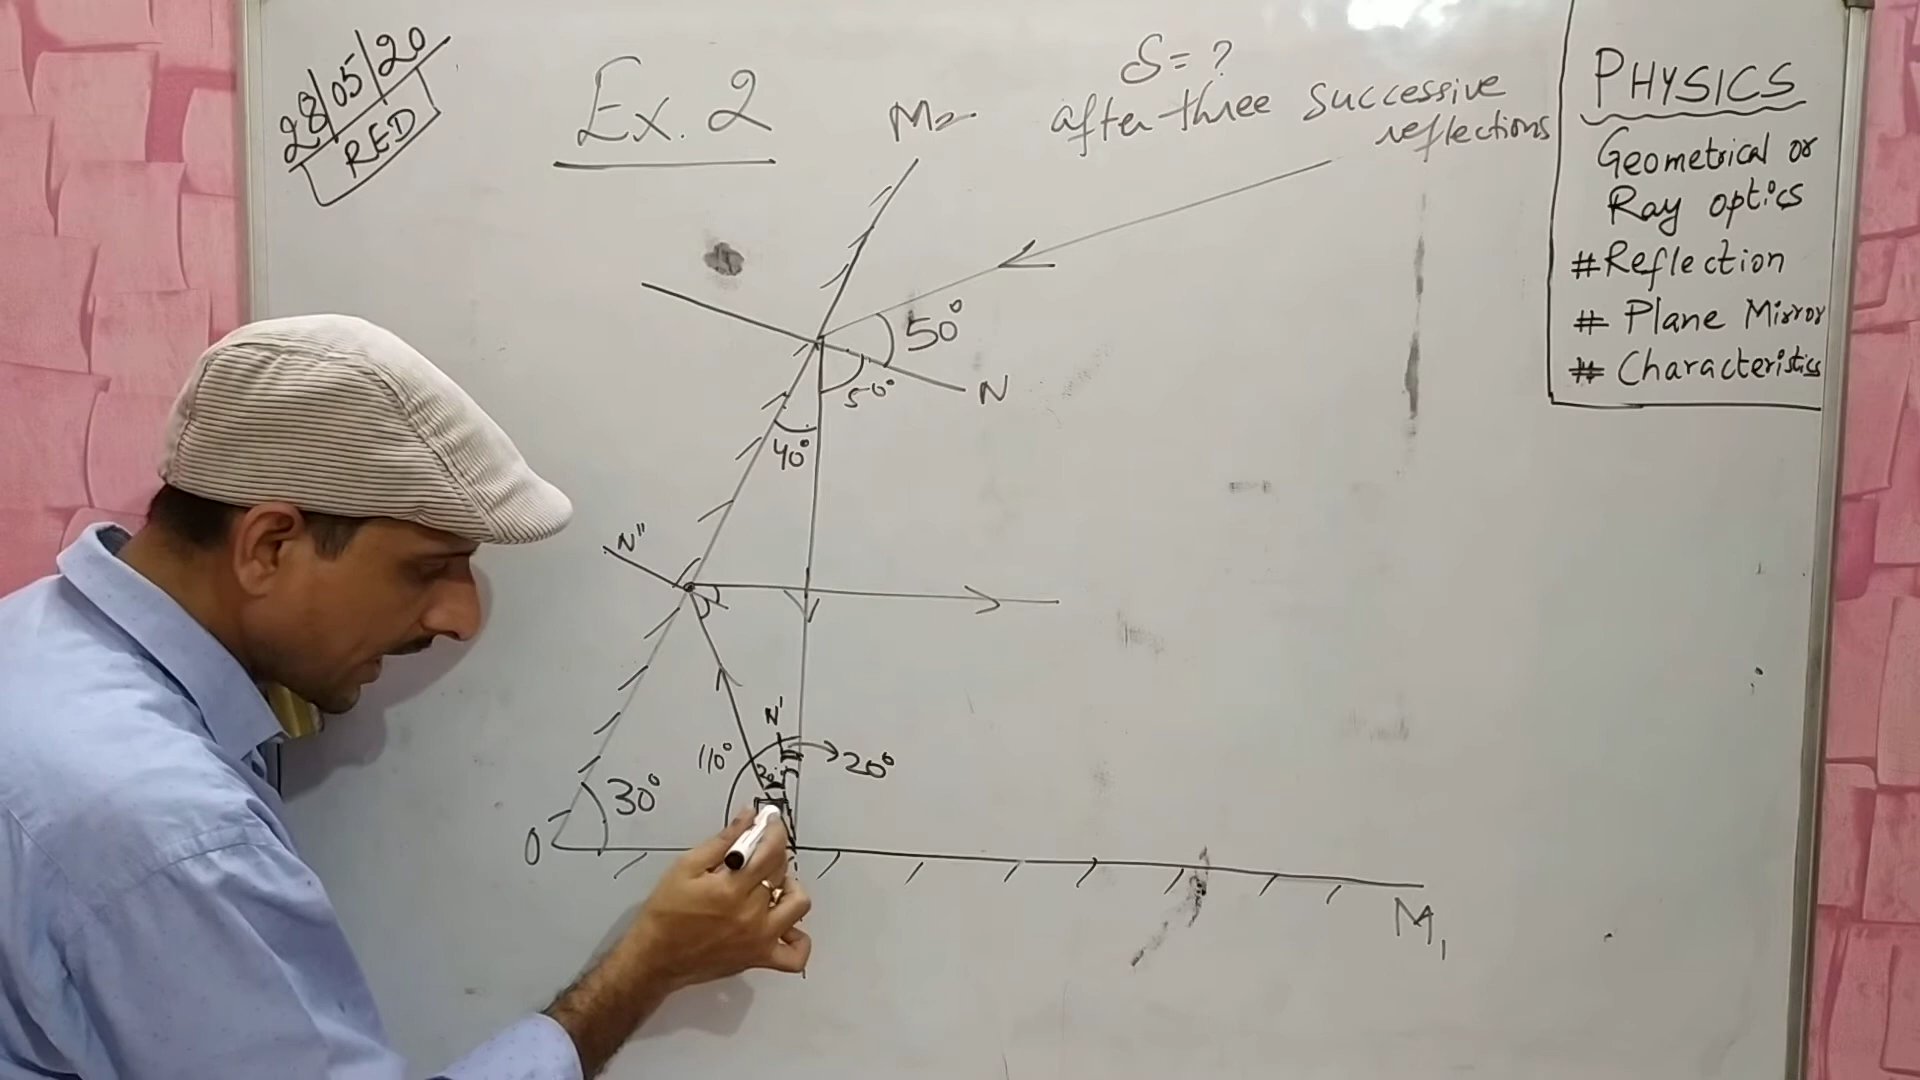 28/05/20
RED
Ex. 2
M2
δ = ?
after three successive
reflections
PHYSICS
Geometrical or
Ray optics
# Reflection
# Plane Mirror
# Characteristics
50°
N
50°
40°
N"
N'
110°
20°
20°
30°
O
M1